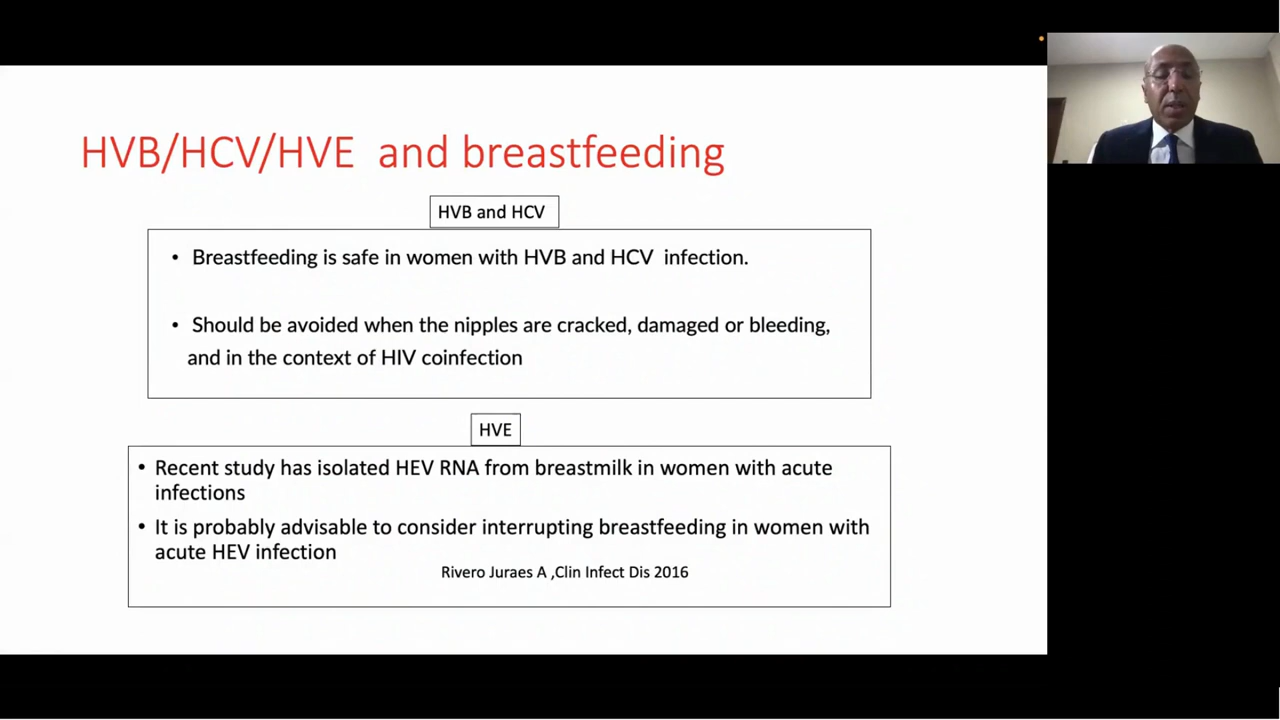 HVB/HCV/HVE and breastfeeding
HVB and HCV
• Breastfeeding is safe in women with HVB and HCV infection.
• Should be avoided when the nipples are cracked, damaged or bleeding,
and in the context of HIV coinfection
HVE
• Recent study has isolated HEV RNA from breastmilk in women with acute
infections
• It is probably advisable to consider interrupting breastfeeding in women with
acute HEV infection
Rivero Juraes A ,Clin Infect Dis 2016